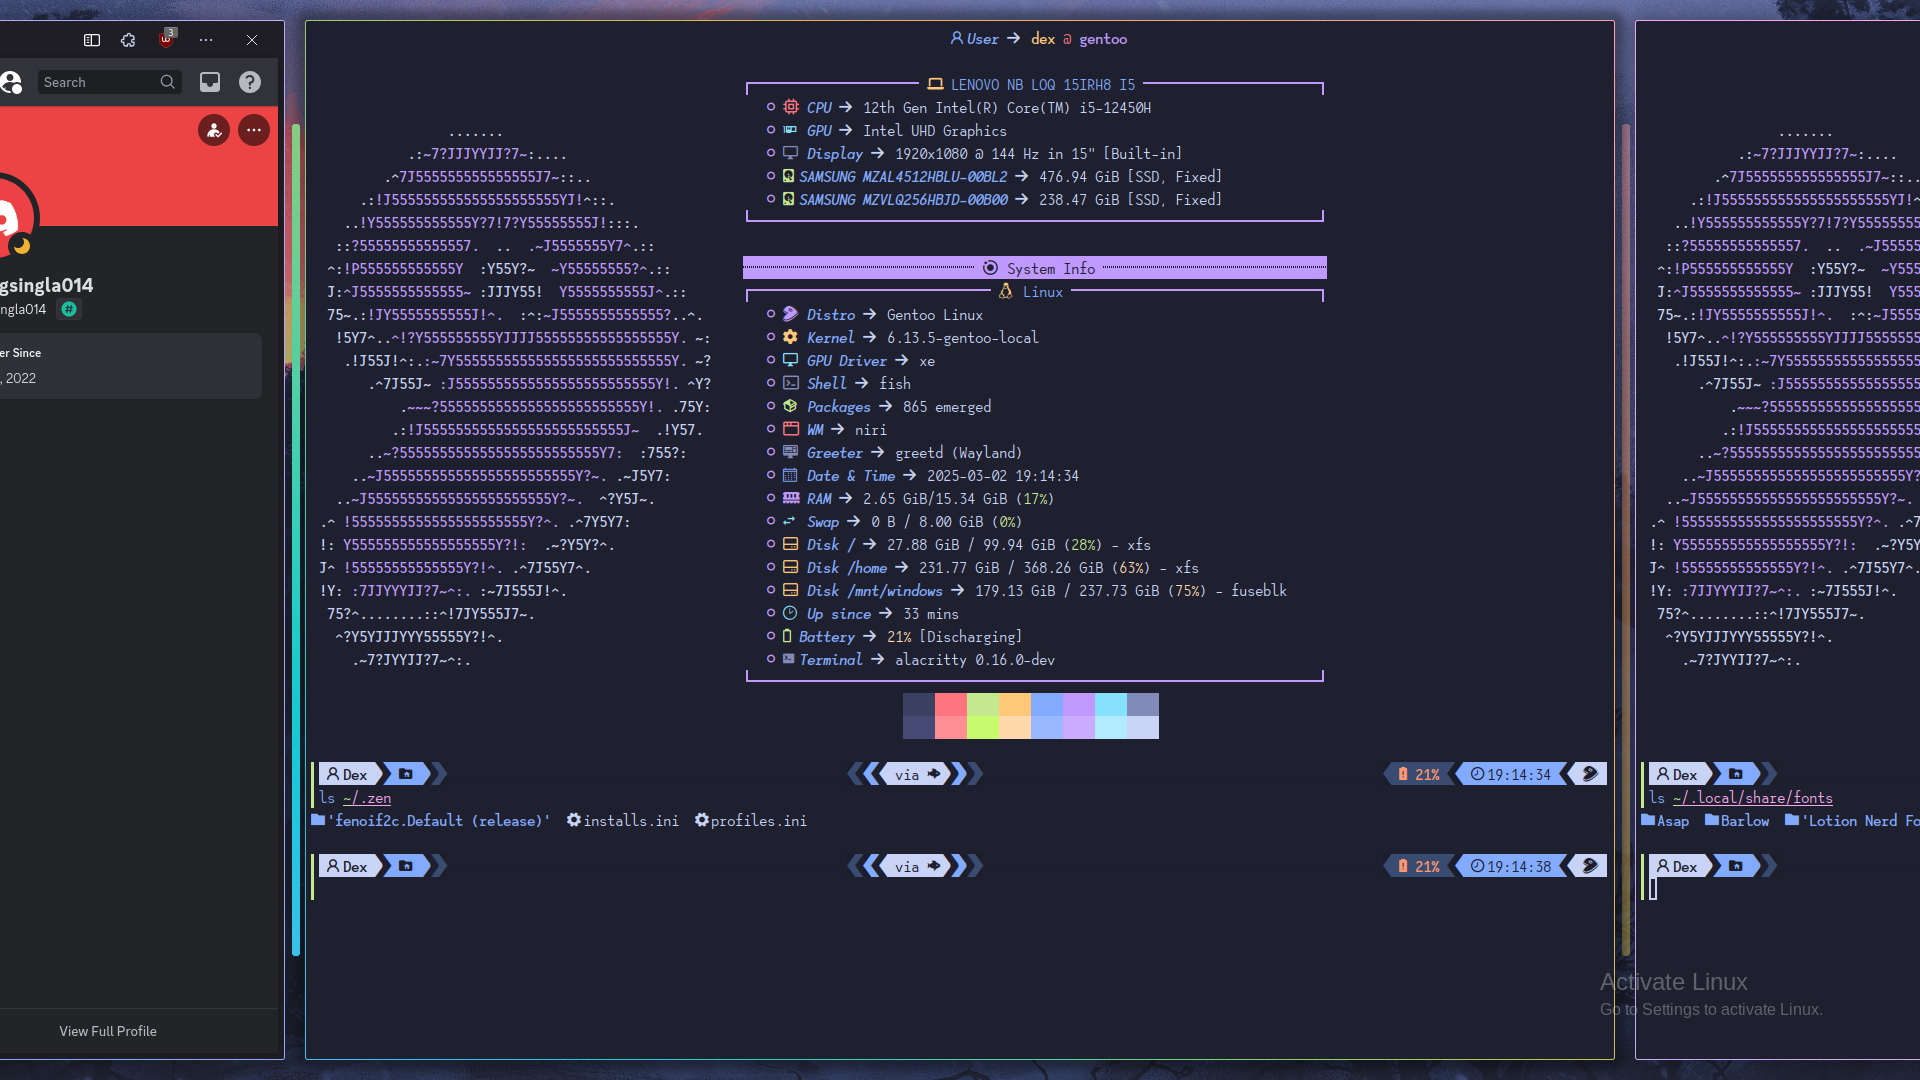 3
Search
gsingla014
ngla014
er Since
, 2022
View Full Profile
User → dex @ gentoo
LENOVO NB LOQ 15IRH8 I5
CPU → 12th Gen Intel(R) Core(TM) i5-12450H
GPU → Intel UHD Graphics
Display → 1920x1080 @ 144 Hz in 15" [Built-in]
SAMSUNG MZAL4512HBLU-00BL2 → 476.94 GiB [SSD, Fixed]
SAMSUNG MZVLQ256HBJD-00B00 → 238.47 GiB [SSD, Fixed]
System Info
Linux
Distro → Gentoo Linux
Kernel → 6.13.5-gentoo-local
GPU Driver → xe
Shell → fish
Packages → 865 emerged
WM → niri
Greeter → greetd (Wayland)
Date & Time → 2025-03-02 19:14:34
RAM → 2.65 GiB/15.34 GiB (17%)
Swap → 0 B / 8.00 GiB (0%)
Disk / → 27.88 GiB / 99.94 GiB (28%) - xfs
Disk /home → 231.77 GiB / 368.26 GiB (63%) - xfs
Disk /mnt/windows → 179.13 GiB / 237.73 GiB (75%) - fuseblk
Up since → 33 mins
Battery → 21% [Discharging]
Terminal → alacritty 0.16.0-dev
Dex via 21% 19:14:34
ls ~/.zen
'fenoif2c.Default (release)' installs.ini profiles.ini
Dex via 21% 19:14:38
Dex
ls ~/.local/share/fonts
Asap Barlow 'Lotion Nerd Fo
Dex
Activate Linux
Go to Settings to activate Linux.